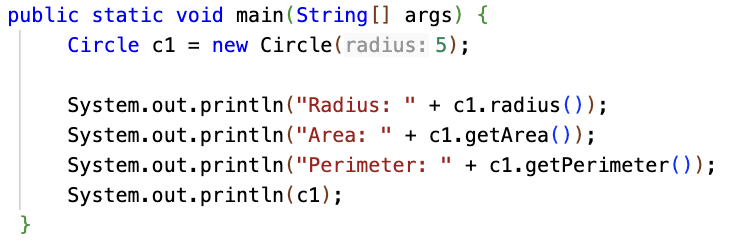 public static void main(String[] args) {
Circle c1 = new Circle(radius: 5);
System.out.println("Radius: " + c1.radius());
System.out.println("Area: " + c1.getArea());
System.out.println("Perimeter: " + c1.getPerimeter());
System.out.println(c1);
}